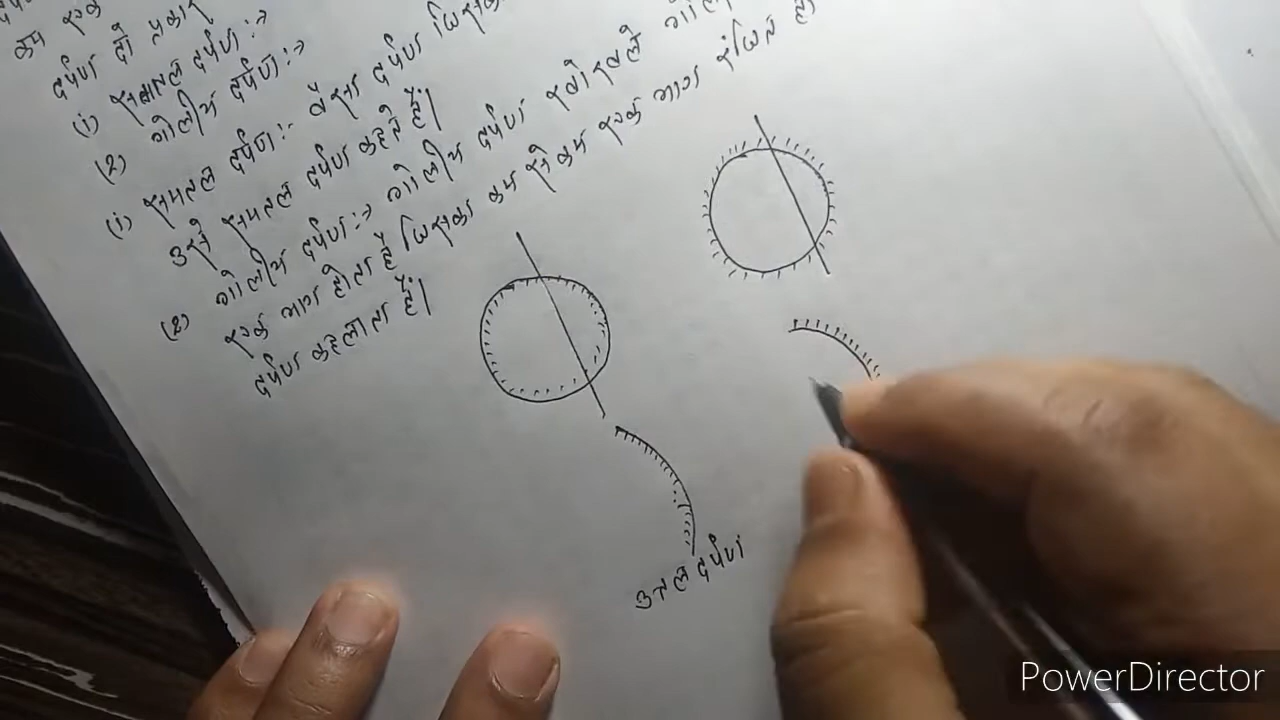 कम एक
दर्पण दो प्रकार
(i) समतल दर्पण :→
(2) गोलीय दर्पण :→
(i) समतल दर्पण :- वैसा दर्पण जिसका
उसे समतल दर्पण कहते हैं।
(2) गोलीय दर्पण :→ गोलीय दर्पण खोखले गोले
एक भाग होता है जिसका कम से कम एक भाग रंजित हो
दर्पण कहलाता हैं।
उत्तल दर्पण
PowerDirector